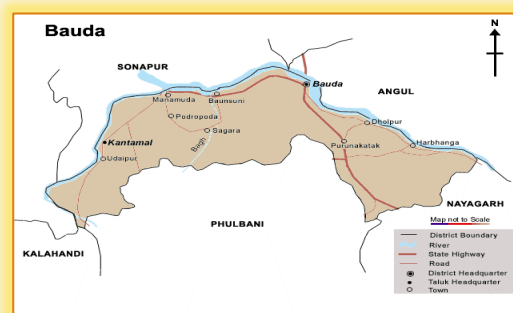 Bauda
N
SONAPUR
Bauda
ANGUL
Manamuda
Baunsuni
Podropoda
Dholpur
Sagara
Kantamal
Bagh
Purunakatak
Harbhanga
Udaipur
NAYAGARH
PHULBANI
KALAHANDI
Map not to Scale
District Boundary
River
State Highway
Road
District Headquarter
Taluk Headquarter
Town